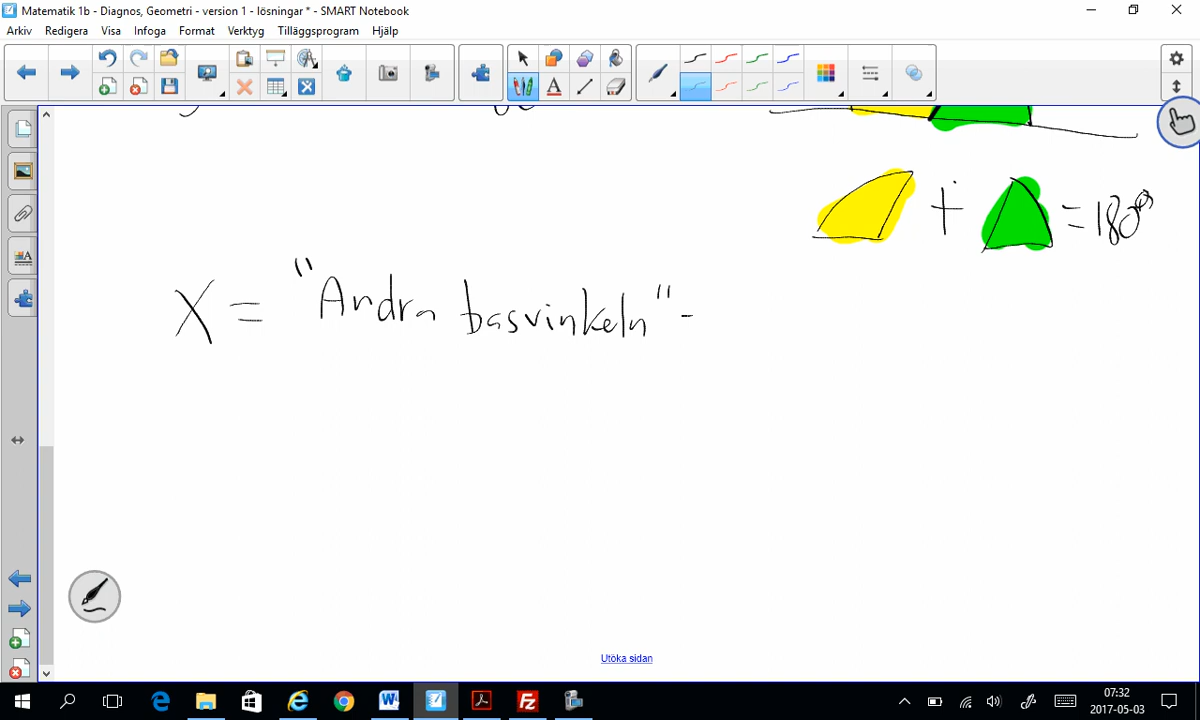 Matematik 1b - Diagnos, Geometri - version 1 - lösningar * - SMART Notebook
Arkiv Redigera Visa Infoga Format Verktyg Tilläggsprogram Hjälp
+ = 180°
X = "Andra basvinkeln" -
Utöka sidan
07:32
2017-05-03